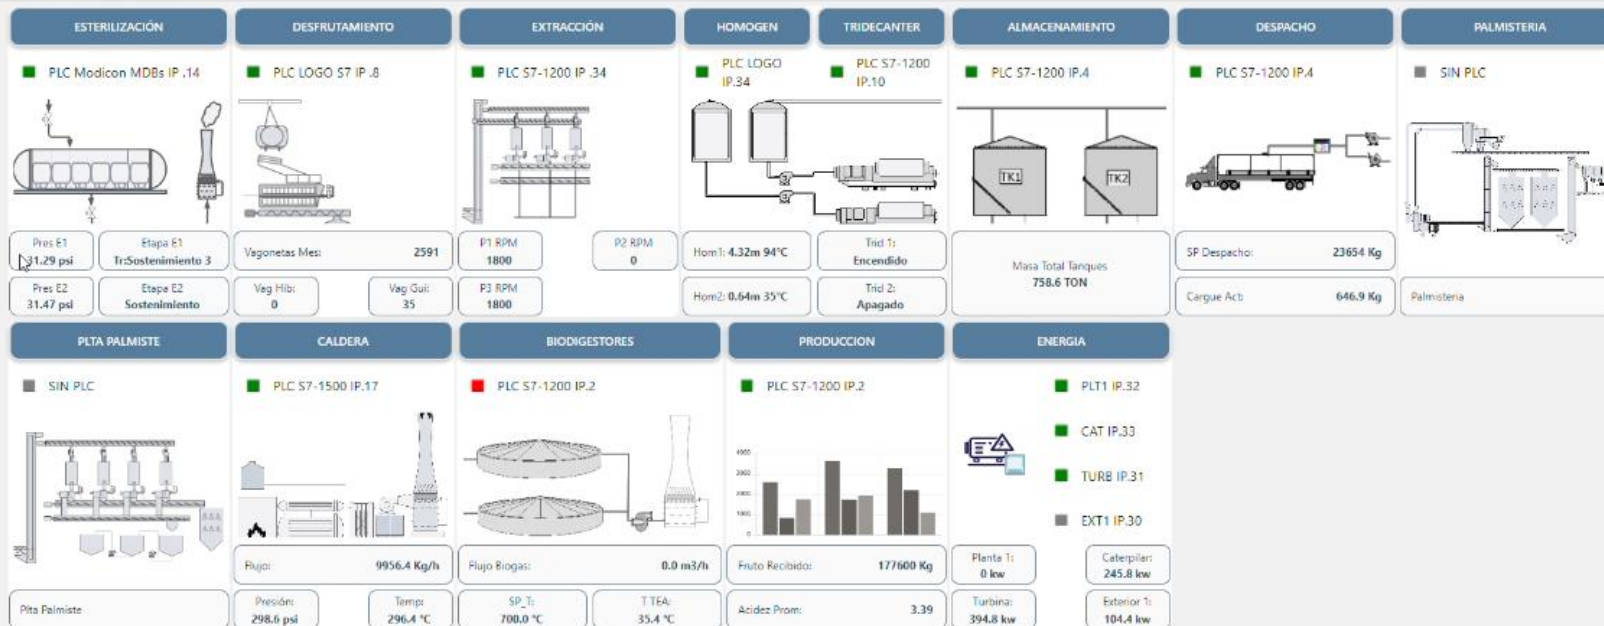 ESTERILIZACIÓN
PLC Modicon MDBs IP .14
Pres E1
31.29 psi
Etapa E1
Tr:Sostenimiento 3
Pres E2
31.47 psi
Etapa E2
Sostenimiento
DESFRUTAMIENTO
PLC LOGO S7 IP .8
Vagonetas Mes: 2591
Vag Hib:
0
Vag Gui:
35
EXTRACCIÓN
PLC S7-1200 IP .34
P1 RPM
1800
P2 RPM
0
P3 RPM
1800
HOMOGEN
PLC LOGO
IP.34
Hom1: 4.32m 94°C
Hom2: 0.64m 35°C
TRIDECANTER
PLC S7-1200
IP.10
Trid 1:
Encendido
Trid 2:
Apagado
ALMACENAMIENTO
PLC S7-1200 IP.4
TK1
TK2
Masa Total Tanques
758.6 TON
DESPACHO
PLC S7-1200 IP.4
SP Despacho: 23654 Kg
Cargue Act: 646.9 Kg
PALMISTERIA
SIN PLC
Palmisteria
PLTA PALMISTE
SIN PLC
Plta Palmiste
CALDERA
PLC S7-1500 IP.17
Flujo: 9956.4 Kg/h
Presión:
298.6 psi
Temp:
296.4 °C
BIODIGESTORES
PLC S7-1200 IP.2
Flujo Biogas: 0.0 m3/h
SP_T:
700.0 °C
T TEA:
35.4 °C
PRODUCCION
PLC S7-1200 IP.2
4000
3000
2000
1000
0
Fruto Recibido: 177600 Kg
Acidez Prom: 3.39
ENERGIA
PLT1 IP.32
CAT IP.33
TURB IP.31
EXT1 IP.30
Planta 1:
0 kw
Caterpilar:
245.8 kw
Turbina:
394.8 kw
Exterior 1:
104.4 kw